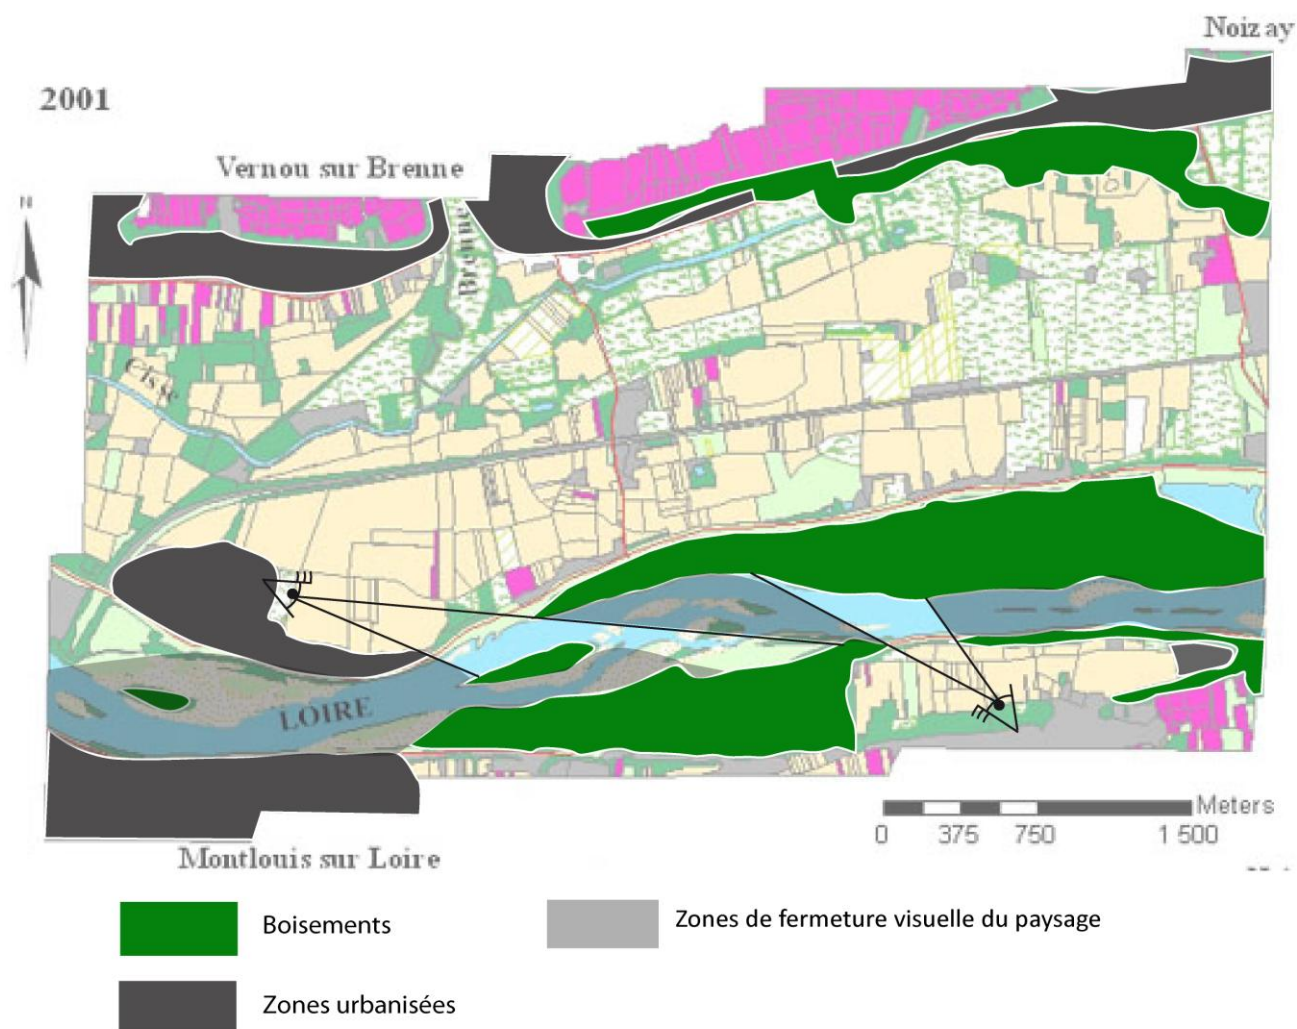 Noizay
2001
Vernou sur Brenne
N
Brenne
Cisse
LOIRE
Meters
0 375 750 1 500
Montlouis sur Loire
Boisements
Zones de fermeture visuelle du paysage
Zones urbanisées